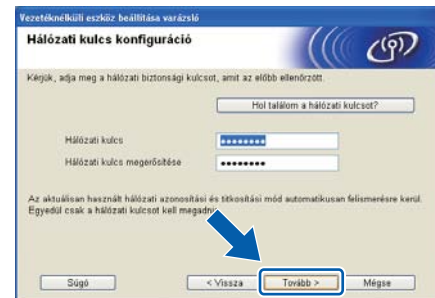 Vezetéknélküli eszköz beállítása varázsló
Hálózati kulcs konfiguráció
Kérjük, adja meg a hálózati biztonsági kulcsot, amit az előbb ellenőrzött.
Hol találom a hálózati kulcsot?
Hálózati kulcs
Hálózati kulcs megerősítése
Az aktuálisan használt hálózati azonosítási és titkosítási mód automatikusan felismerésre kerül.
Egyedül csak a hálózati kulcsot kell megadni.
Súgó
< Vissza
Tovább >
Mégse